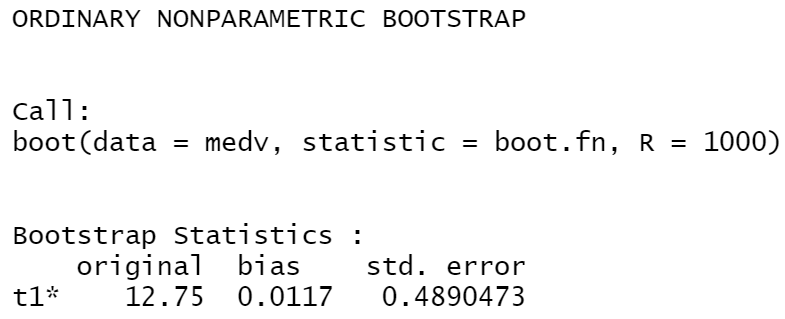 ORDINARY NONPARAMETRIC BOOTSTRAP
Call:
boot(data = medv, statistic = boot.fn, R = 1000)
Bootstrap Statistics :
original bias std. error
t1* 12.75 0.0117 0.4890473